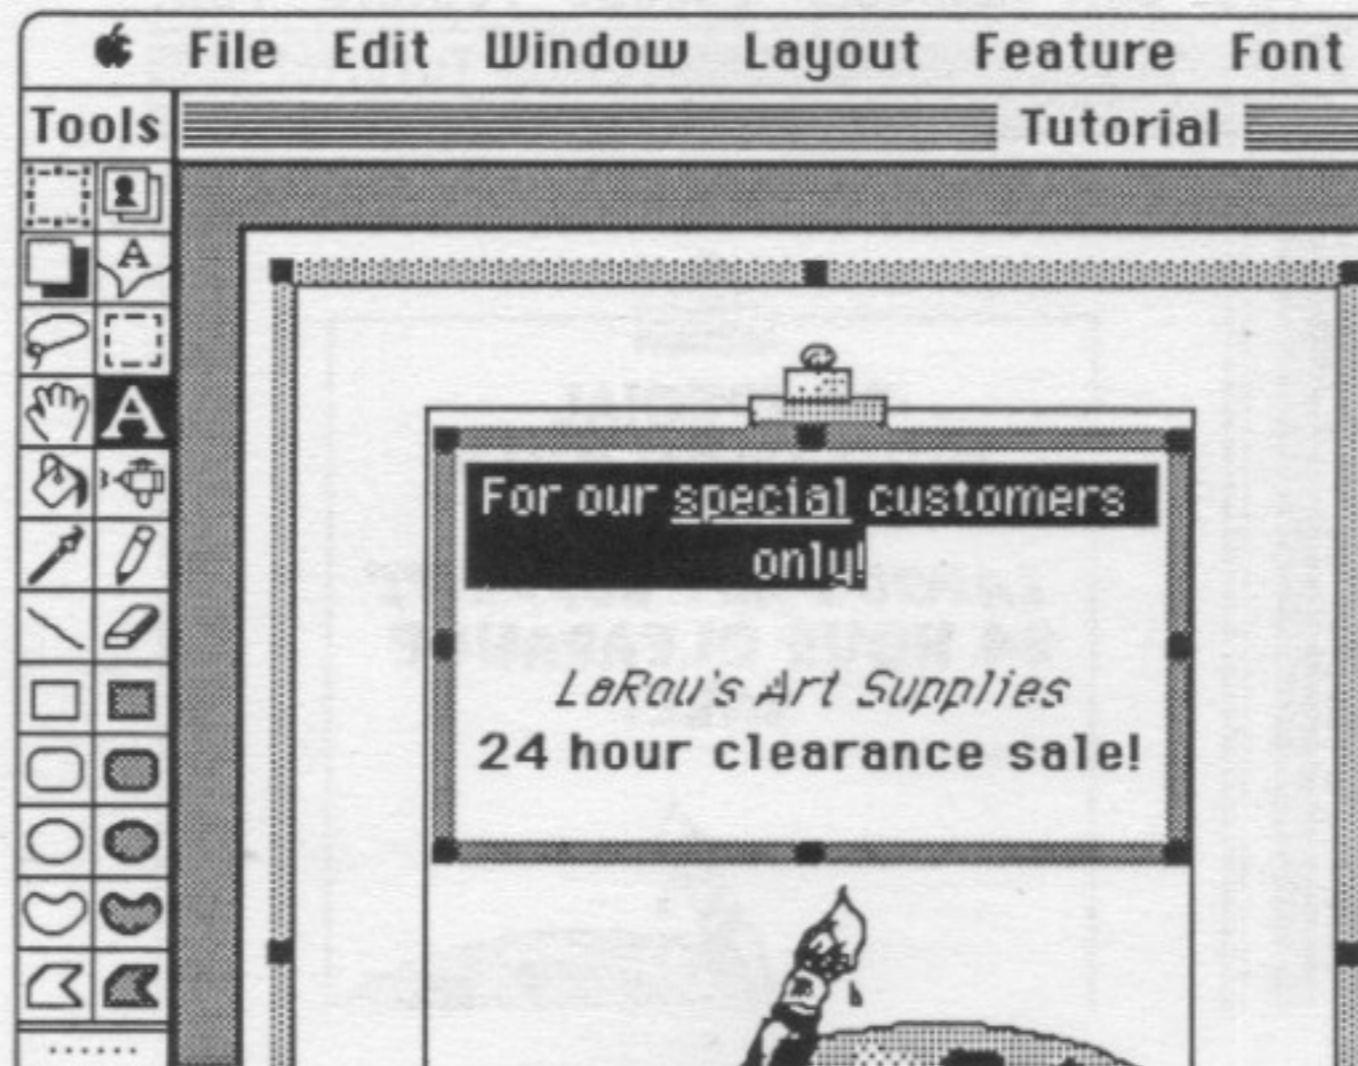 File Edit Window Layout Feature Font
Tools
Tutorial
A
A
For our special customers
only!
LaRou's Art Supplies
24 hour clearance sale!